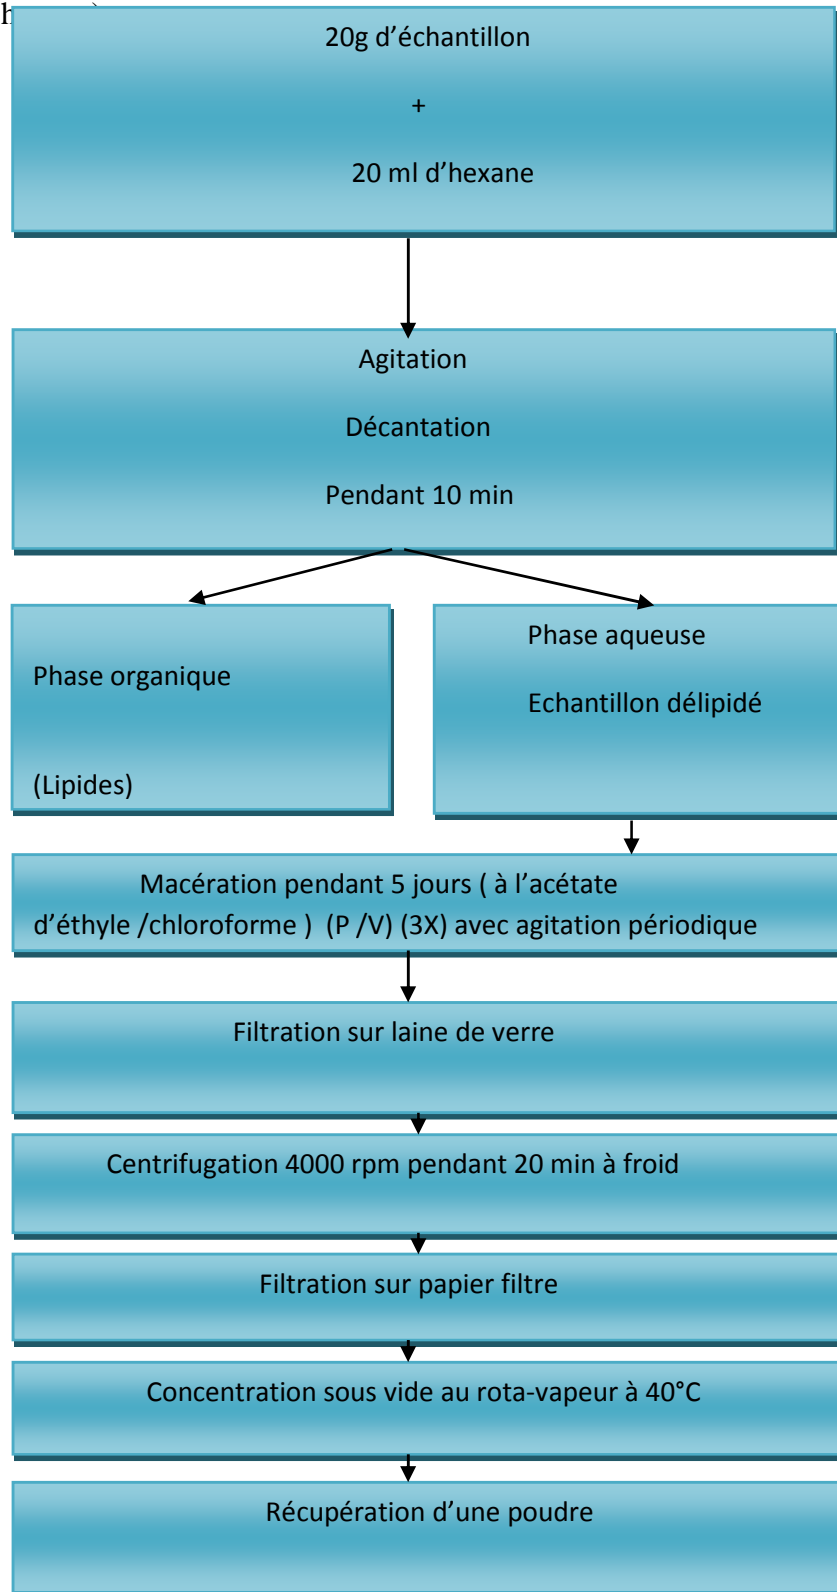 20g d’échantillon
+
20 ml d’hexane
Agitation
Décantation
Pendant 10 min
Phase organique
(Lipides)
Phase aqueuse
Echantillon délipidé
Macération pendant 5 jours ( à l’acétate
d’éthyle /chloroforme ) (P /V) (3X) avec agitation périodique
Filtration sur laine de verre
Centrifugation 4000 rpm pendant 20 min à froid
Filtration sur papier filtre
Concentration sous vide au rota-vapeur à 40°C
Récupération d’une poudre